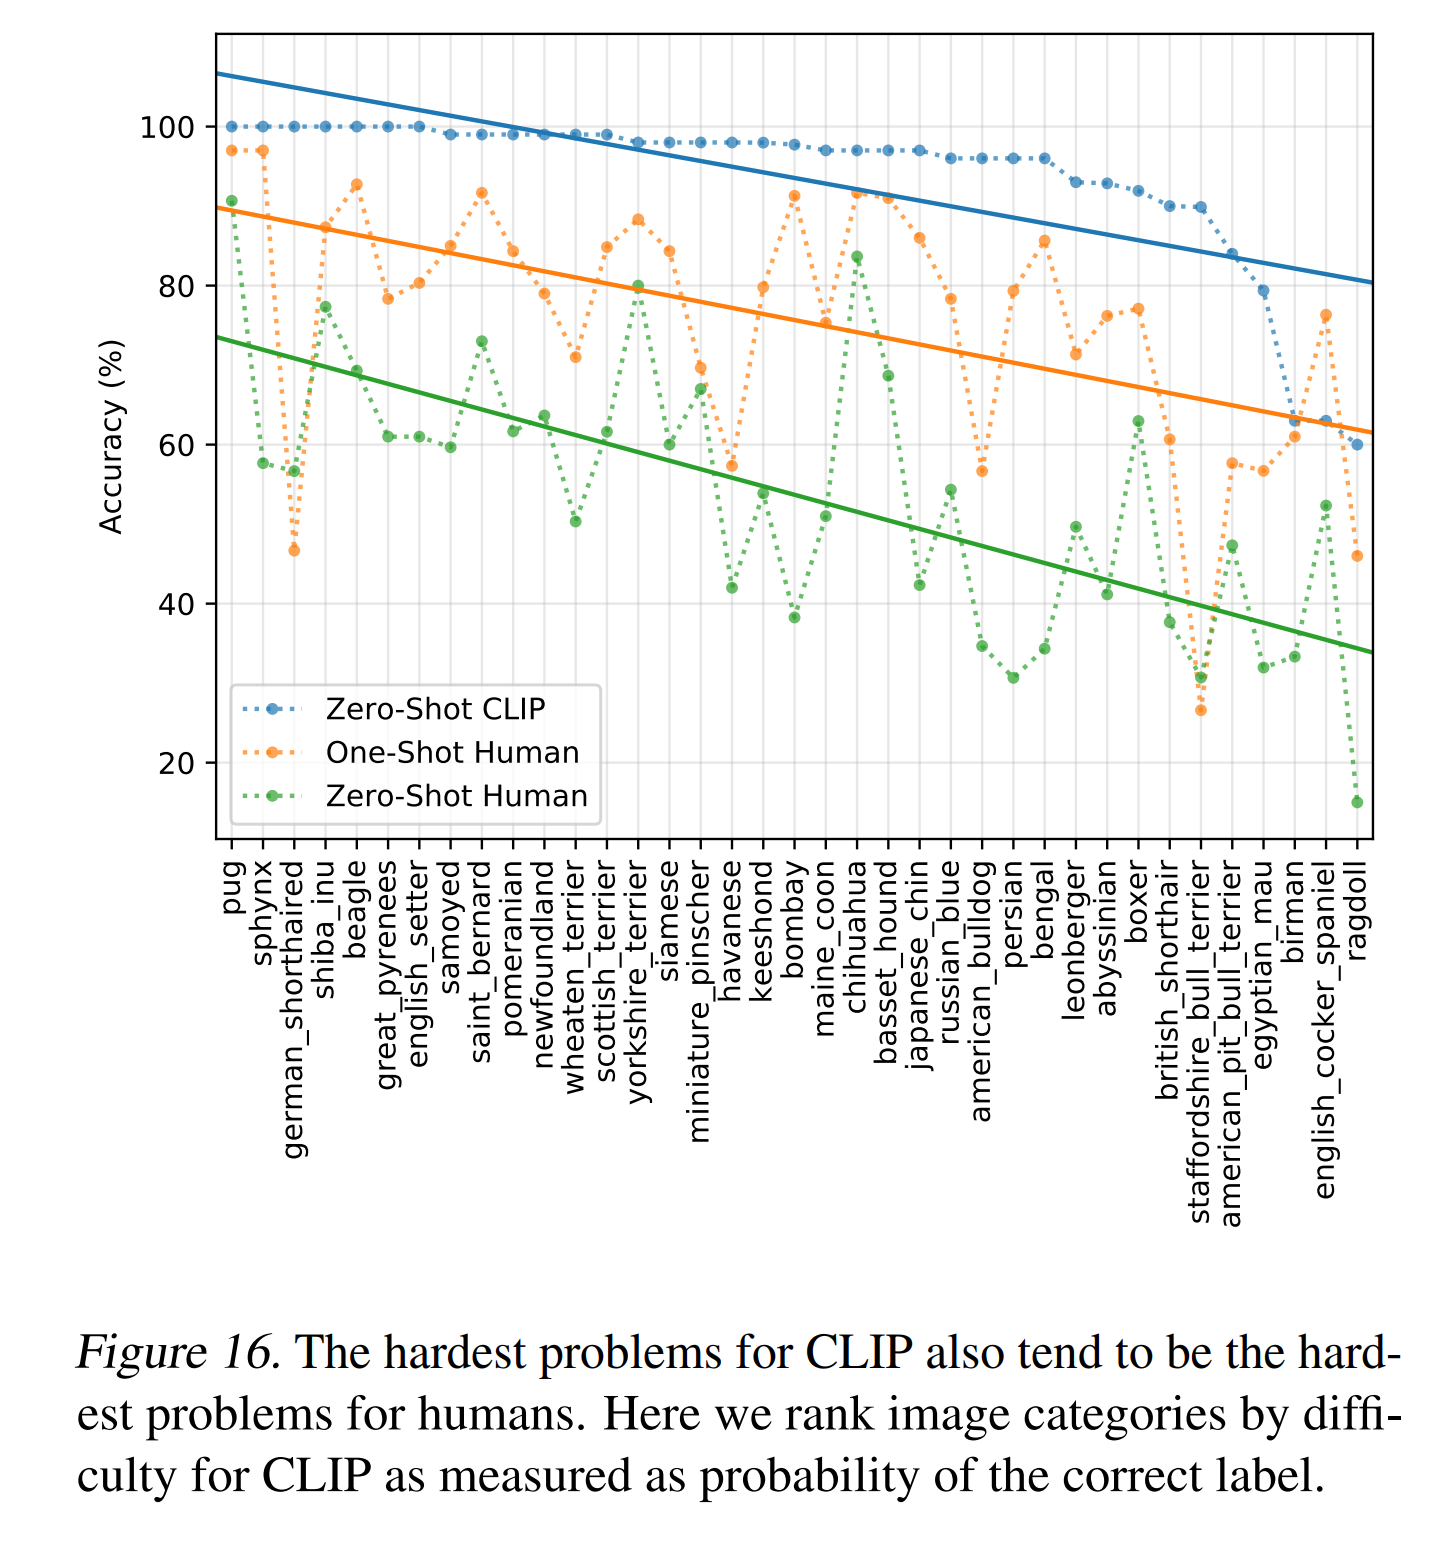 100
80
60
40
20
Accuracy (%)
Zero-Shot CLIP
One-Shot Human
Zero-Shot Human
pug
sphynx
german_shorthaired
shiba_inu
beagle
great_pyrenees
english_setter
samoyed
saint_bernard
pomeranian
newfoundland
wheaten_terrier
scottish_terrier
yorkshire_terrier
siamese
miniature_pinscher
havanese
keeshond
bombay
maine_coon
chihuahua
basset_hound
japanese_chin
russian_blue
american_bulldog
persian
bengal
leonberger
abyssinian
boxer
british_shorthair
staffordshire_bull_terrier
american_pit_bull_terrier
egyptian_mau
birman
english_cocker_spaniel
ragdoll
Figure 16. The hardest problems for CLIP also tend to be the hard-
est problems for humans. Here we rank image categories by diffi-
culty for CLIP as measured as probability of the correct label.